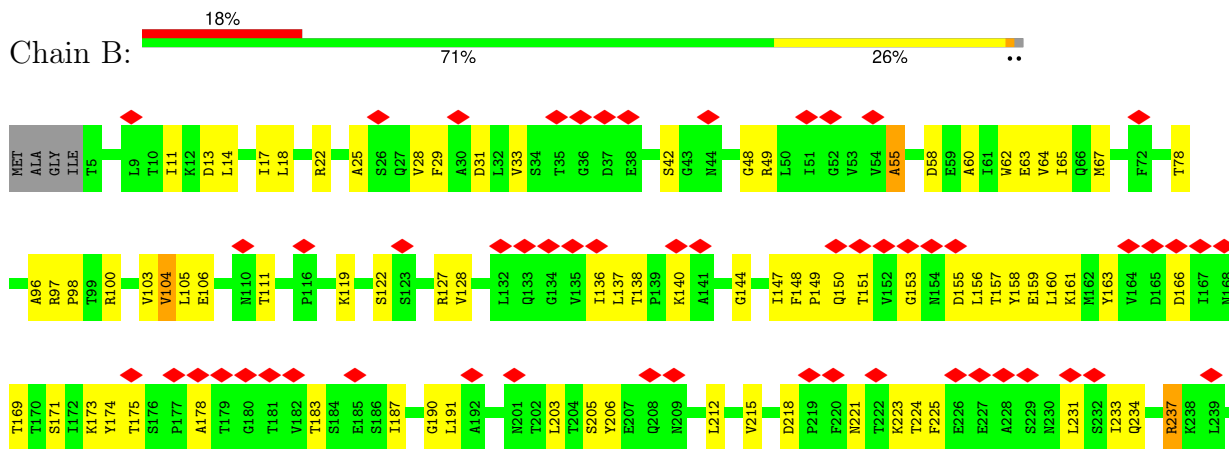 18%
Chain B:
71% 26% ••
MET ALA GLY ILE T5 L9 T10 I11 K12 D13 L14 I17 L18 R22 A25 S26 Q27 V28 F29 A30 D31 L32 V33 S34 T35 G36 D37 E38 S42 G43 N44 G48 R49 L50 I51 G52 V53 V54 A55 D58 E59 A60 I61 W62 E63 V64 I65 Q66 M67 F72 T78
A96 R97 P98 T99 R100 V103 V104 L105 E106 N110 T111 P116 K119 S122 S123 R127 V128 L132 Q133 G134 V135 I136 L137 T138 P139 K140 A141 G144 I147 F148 P149 Q150 T151 V152 G153 N154 D155 L156 T157 Y158 E159 L160 K161 M162 Y163 V164 D165 D166 I167 N168
T169 T170 S171 I172 K173 Y174 T175 S176 P177 A178 T179 G180 T181 V182 T183 S184 E185 S186 I187 G190 L191 A192 N201 T202 L203 T204 S205 Y206 E207 Q208 N209 L212 V215 D218 P219 F220 N221 T222 K223 T224 F225 E226 E227 A228 S229 N230 L231 S232 I233 Q234 R237 K238 L239